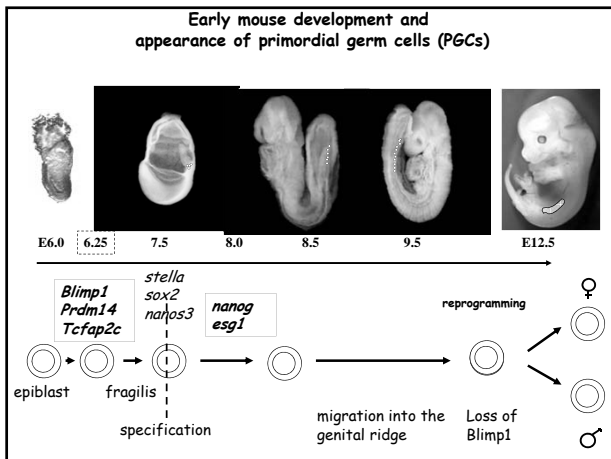 Early mouse development and
appearance of primordial germ cells (PGCs)
E6.0 6.25 7.5 8.0 8.5 9.5 E12.5
Blimp1
Prdm14
Tcfap2c
stella
sox2
nanos3
nanog
esg1
reprogramming
♀
epiblast
fragilis
specification
migration into the
genital ridge
Loss of
Blimp1
♂